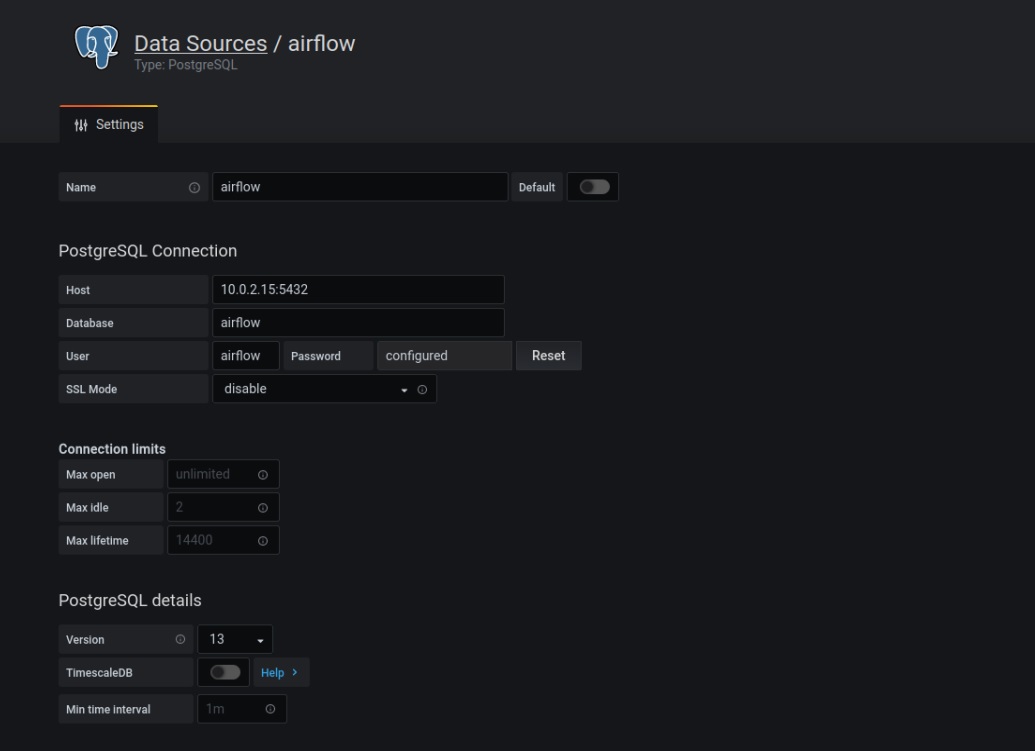 Data Sources / airflow
Type: PostgreSQL
Settings
Name airflow Default
PostgreSQL Connection
Host 10.0.2.15:5432
Database airflow
User airflow Password configured Reset
SSL Mode disable
Connection limits
Max open unlimited
Max idle 2
Max lifetime 14400
PostgreSQL details
Version 13
TimescaleDB Help
Min time interval 1m